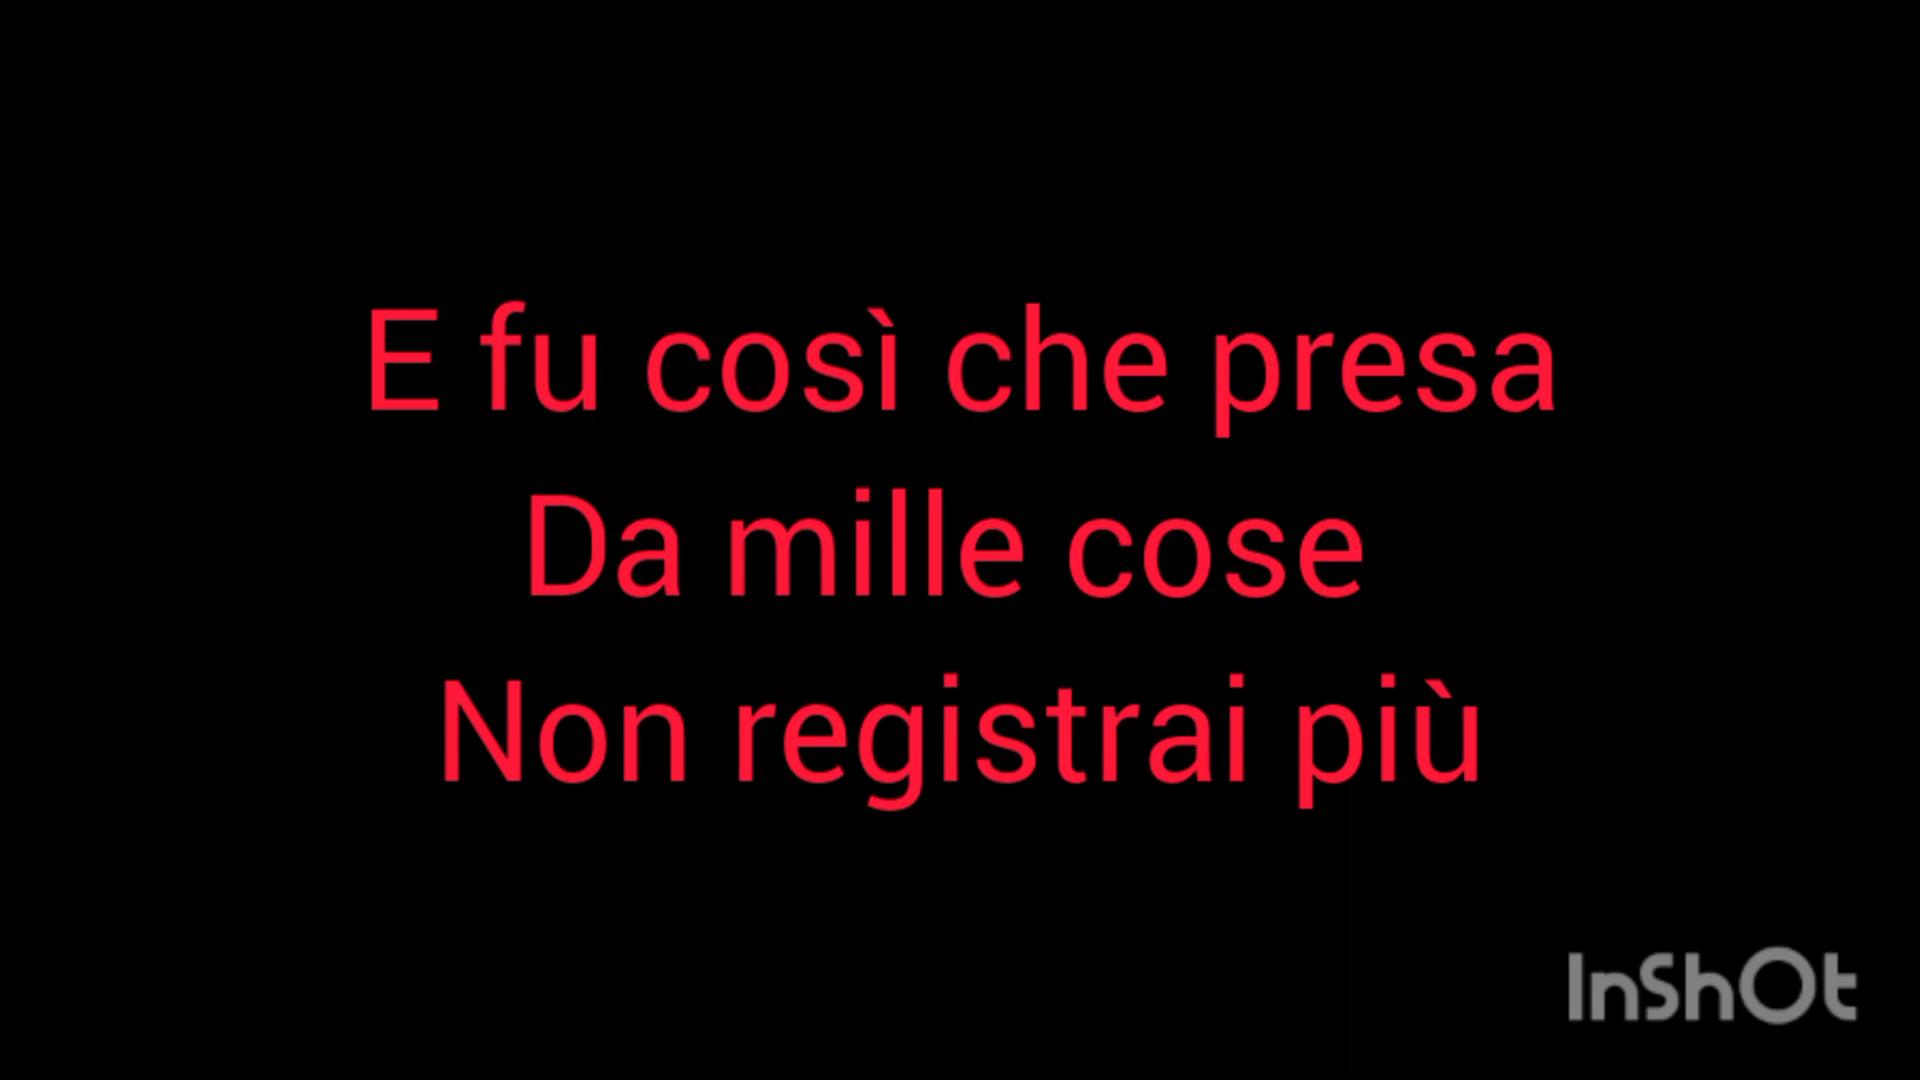 E fu così che presa
Da mille cose
Non registrai più
InShOt